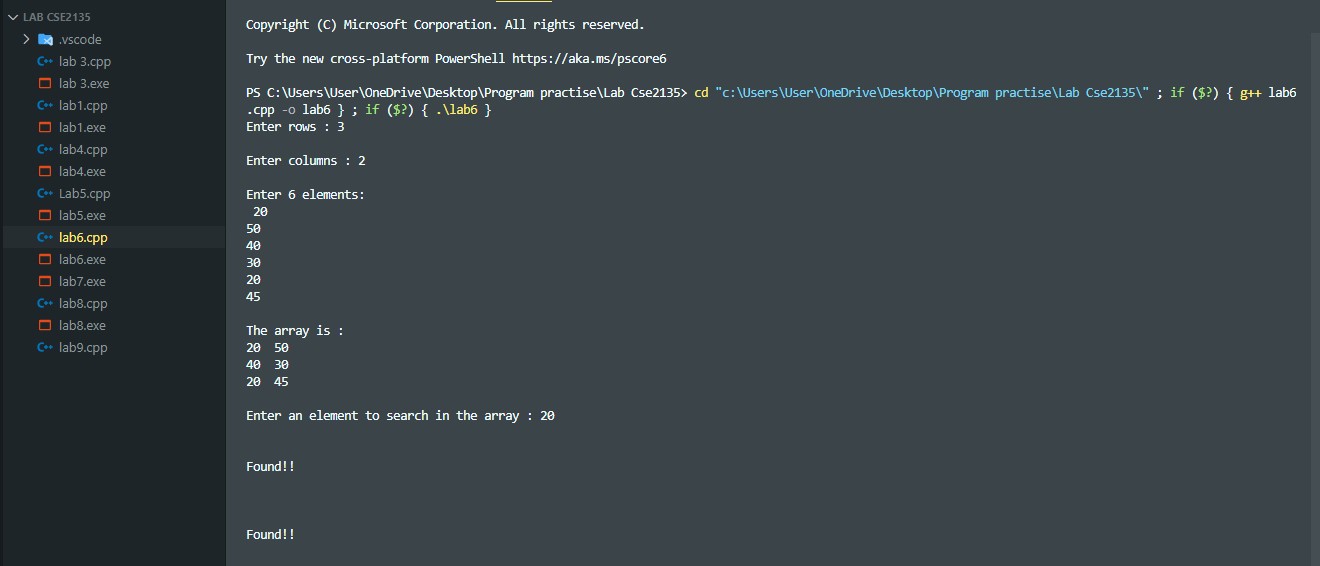 LAB CSE2135
.vscode
lab 3.cpp
lab 3.exe
lab1.cpp
lab1.exe
lab4.cpp
lab4.exe
Lab5.cpp
lab5.exe
lab6.cpp
lab6.exe
lab7.exe
lab8.cpp
lab8.exe
lab9.cpp
Copyright (C) Microsoft Corporation. All rights reserved.
Try the new cross-platform PowerShell https://aka.ms/pscore6
PS C:\Users\User\OneDrive\Desktop\Program practise\Lab Cse2135> cd "c:\Users\User\OneDrive\Desktop\Program practise\Lab Cse2135\" ; if ($?) { g++ lab6
.cpp -o lab6 } ; if ($?) { .\lab6 }
Enter rows : 3
Enter columns : 2
Enter 6 elements:
20
50
40
30
20
45
The array is :
20 50
40 30
20 45
Enter an element to search in the array : 20
Found!!
Found!!